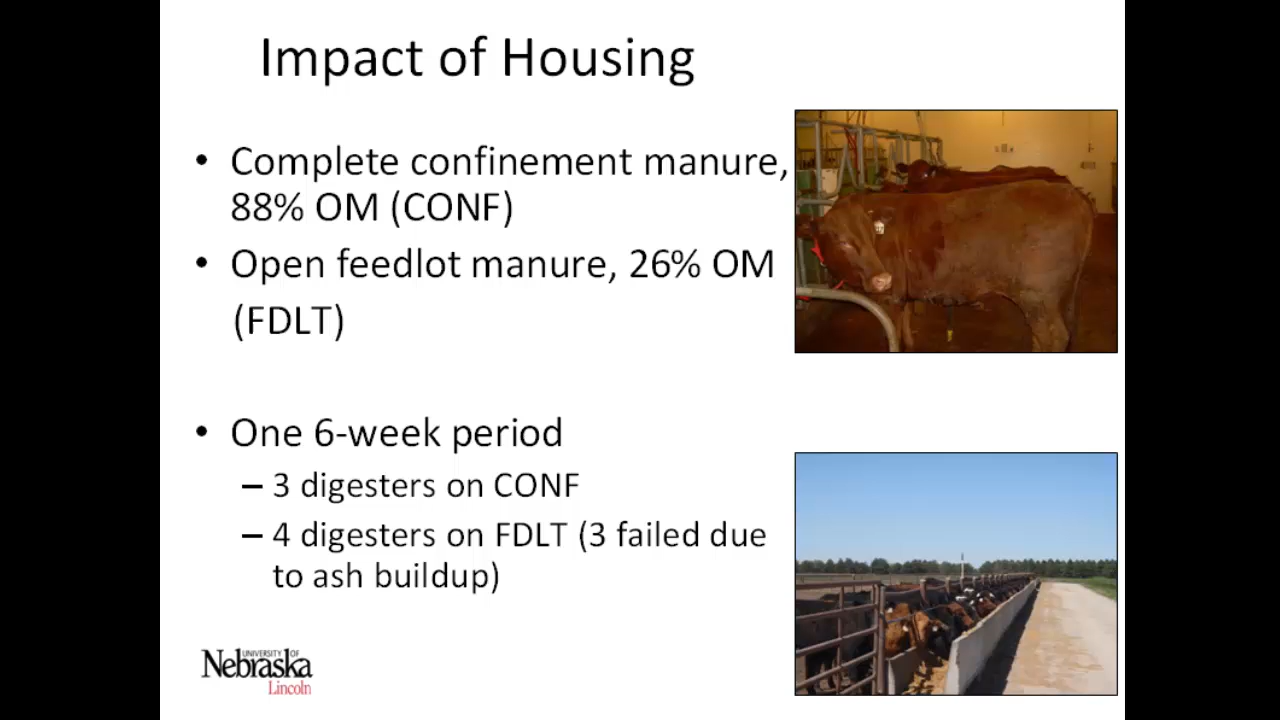 Impact of Housing
• Complete confinement manure,
88% OM (CONF)
• Open feedlot manure, 26% OM
(FDLT)
• One 6-week period
– 3 digesters on CONF
– 4 digesters on FDLT (3 failed due
to ash buildup)
UNIVERSITY OF
Nebraska
Lincoln